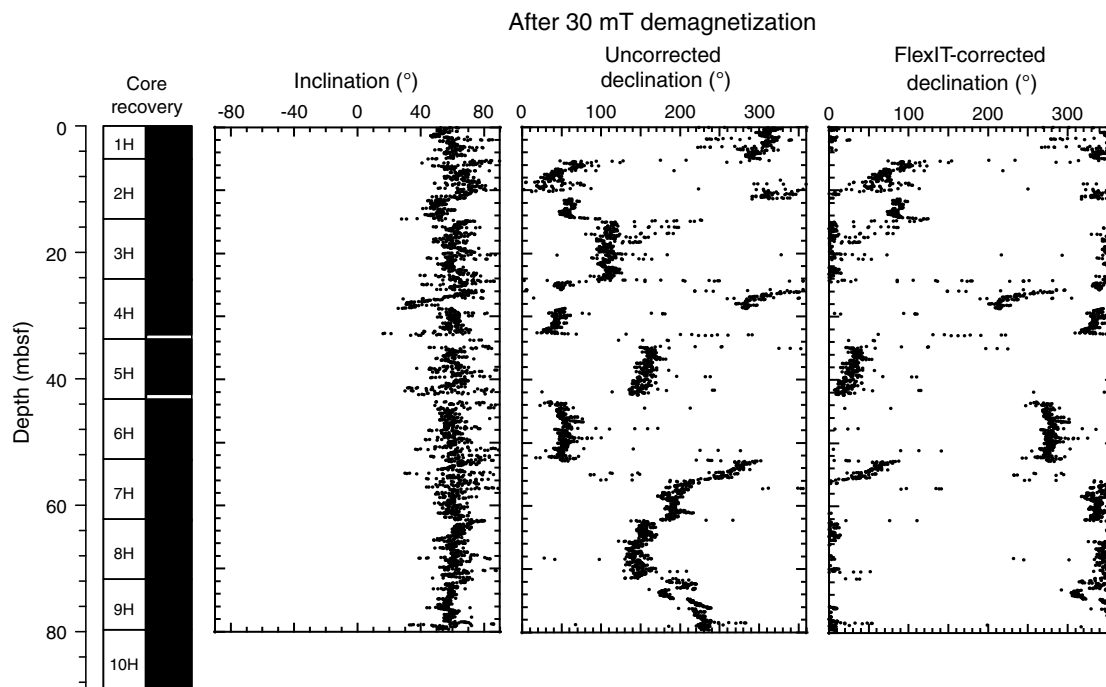 After 30 mT demagnetization
Core
recovery
Inclination (°)
Uncorrected
declination (°)
FlexIT-corrected
declination (°)
-80 -40 0 40 80
0 100 200 300
0 100 200 300
Depth (mbsf)
0
20
40
60
80
1H
2H
3H
4H
5H
6H
7H
8H
9H
10H